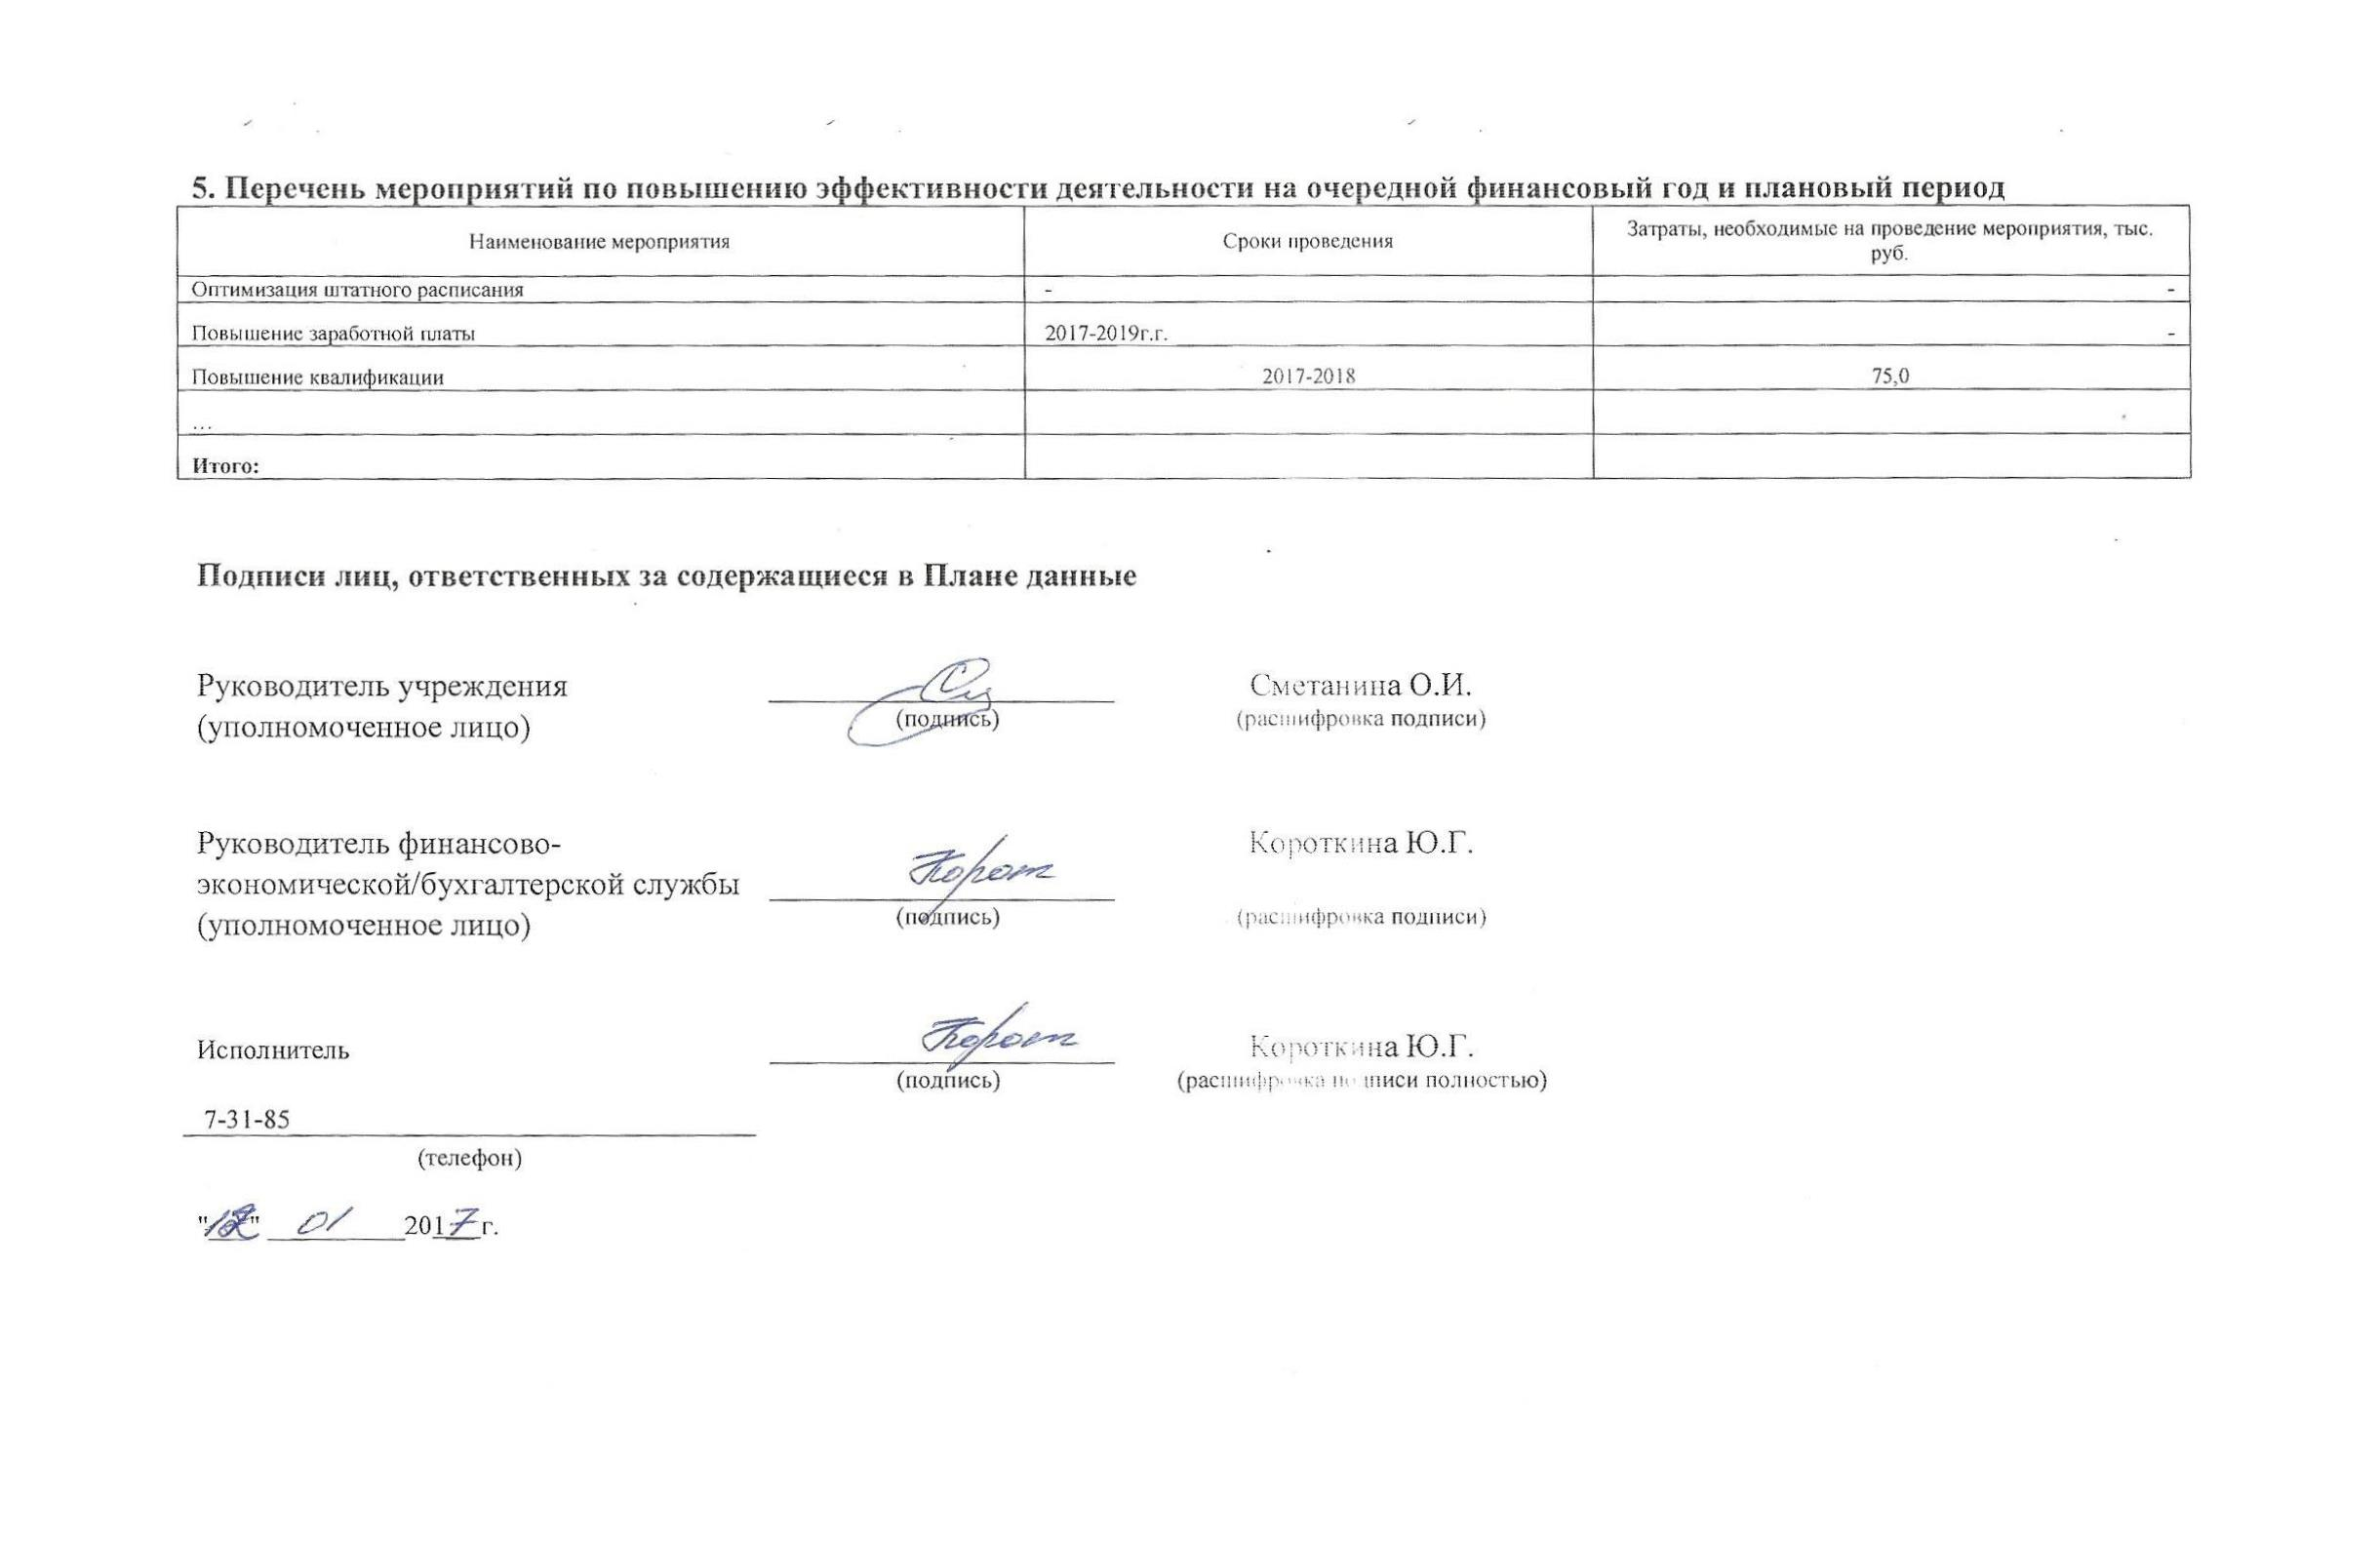 5. Перечень мероприятий по повышению эффективности деятельности на очередной финансовый год и плановый период
Наименование мероприятия Сроки проведения Затраты, необходимые на проведение мероприятия, тыс. руб.
Оптимизация штатного расписания - -
Повышение заработной платы 2017-2019г.г. -
Повышение квалификации 2017-2018 75,0
...
Итого:
Подписи лиц, ответственных за содержащиеся в Плане данные
Руководитель учреждения Сметанина О.И.
(уполномоченное лицо) (подпись) (расшифровка подписи)
Руководитель финансово- Короткина Ю.Г.
экономической/бухгалтерской службы Корот
(уполномоченное лицо) (подпись) (расшифровка подписи)
Исполнитель Корот Короткина Ю.Г.
(подпись) (расшифровка подписи полностью)
7-31-85
(телефон)
" " 01 2017 г.